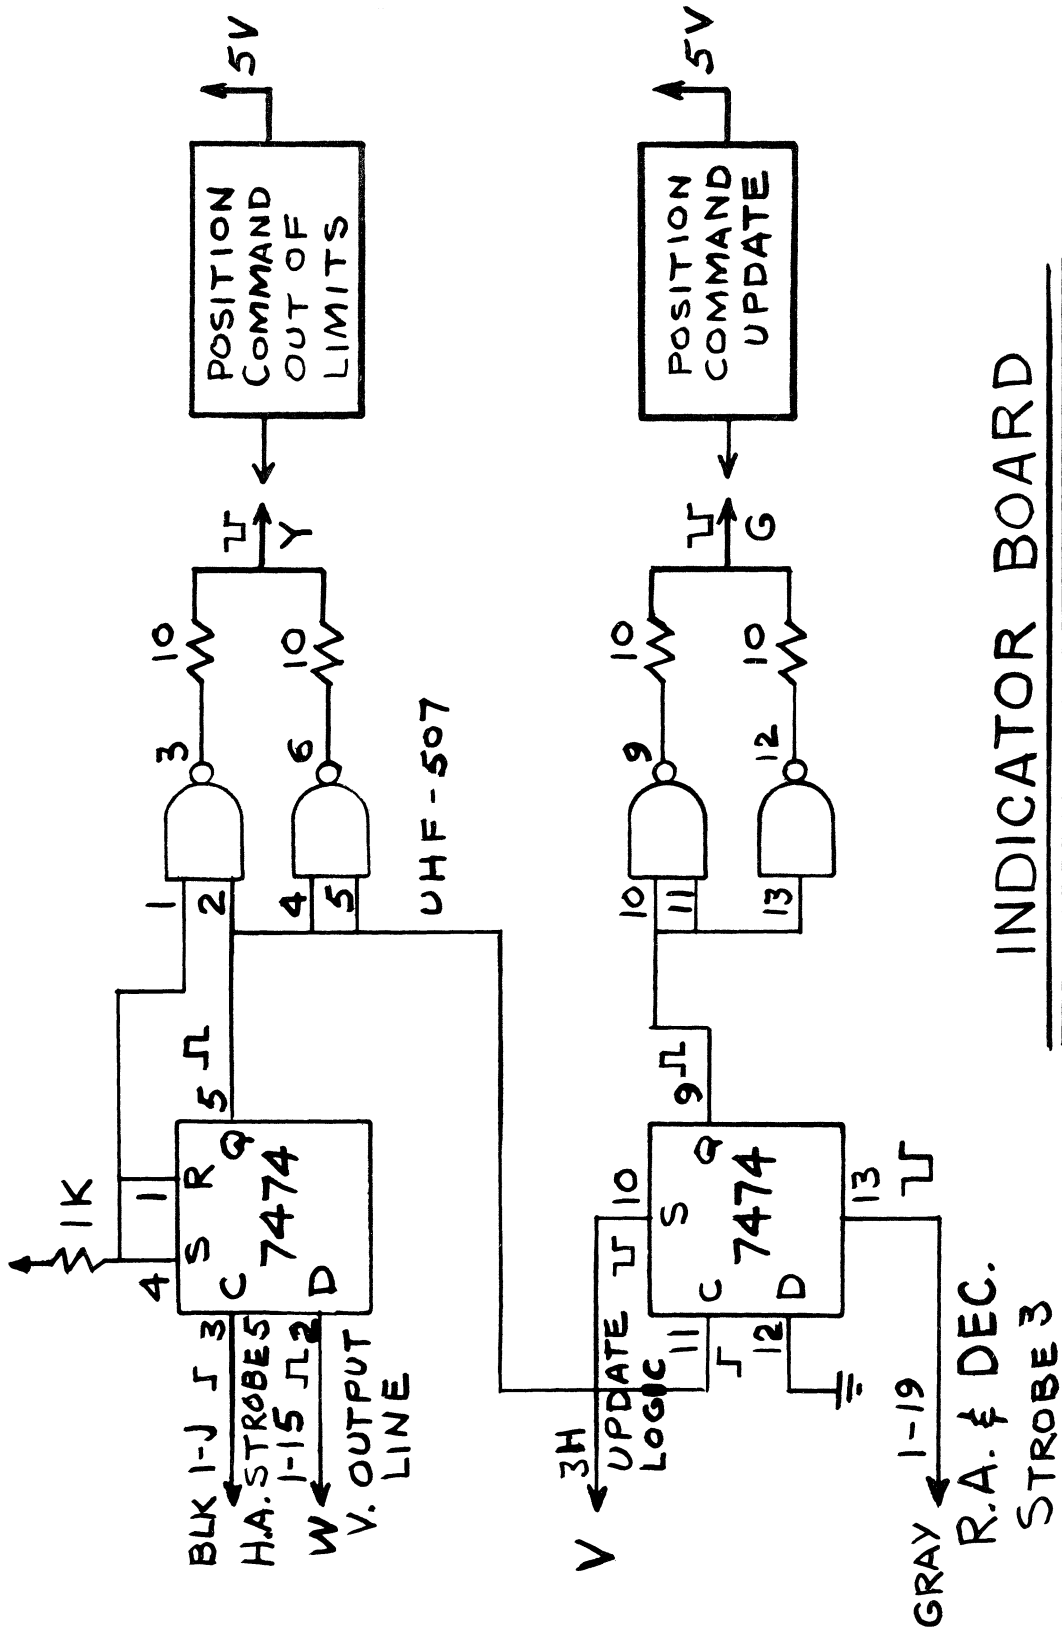 1K
4
1
S
R
BLK 1-J
3
C
Q
5
H.A. STROBE 5
7474
1-15
2
D
W
V. OUTPUT
LINE
1
2
3
10
4
5
6
10
UHF-507
Y
POSITION
COMMAND
OUT OF
LIMITS
5V
3H
UPDATE
LOGIC
V
10
S
11
C
Q
9
7474
12
D
13
GRAY
1-19
R.A. & DEC.
STROBE 3
10
11
9
10
13
12
10
G
POSITION
COMMAND
UPDATE
5V
INDICATOR BOARD